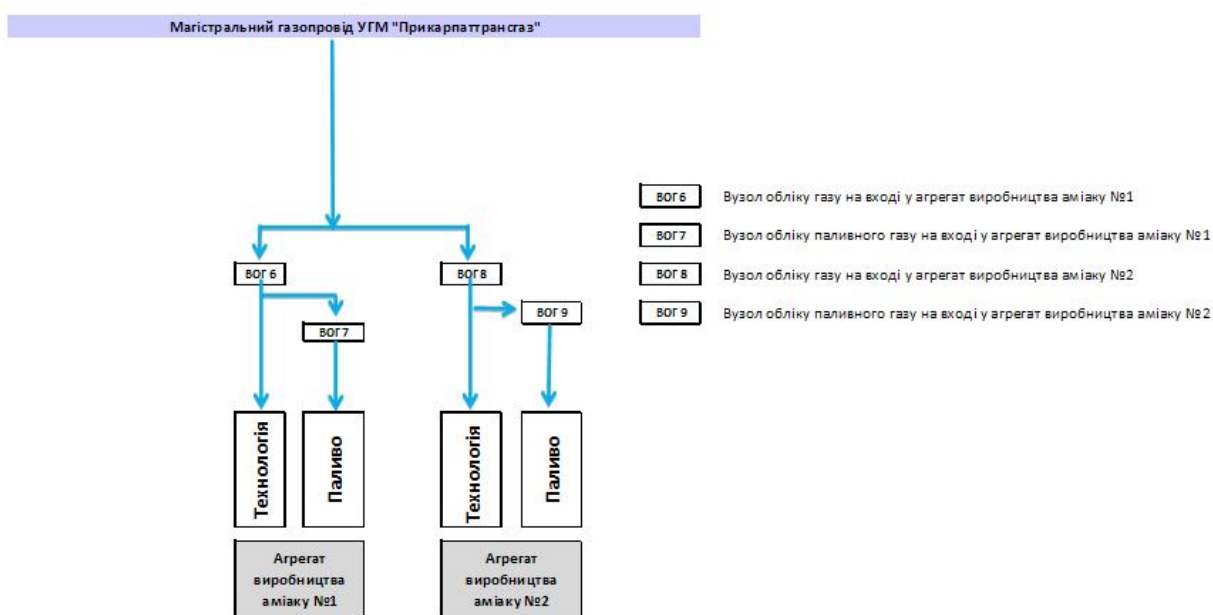 Магістральний газопровід УГМ "Прикарпаттрансгаз"
ВОГ 6 Вузол обліку газу на вході у агрегат виробництва аміаку №1
ВОГ 7 Вузол обліку паливного газу на вході у агрегат виробництва аміаку №1
ВОГ 8 Вузол обліку газу на вході у агрегат виробництва аміаку №2
ВОГ 9 Вузол обліку паливного газу на вході у агрегат виробництва аміаку №2
ВОГ 6
ВОГ 8
ВОГ 9
ВОГ 7
Технологія
Паливо
Технологія
Паливо
Агрегат
виробництва
аміаку №1
Агрегат
виробництва
аміаку №2